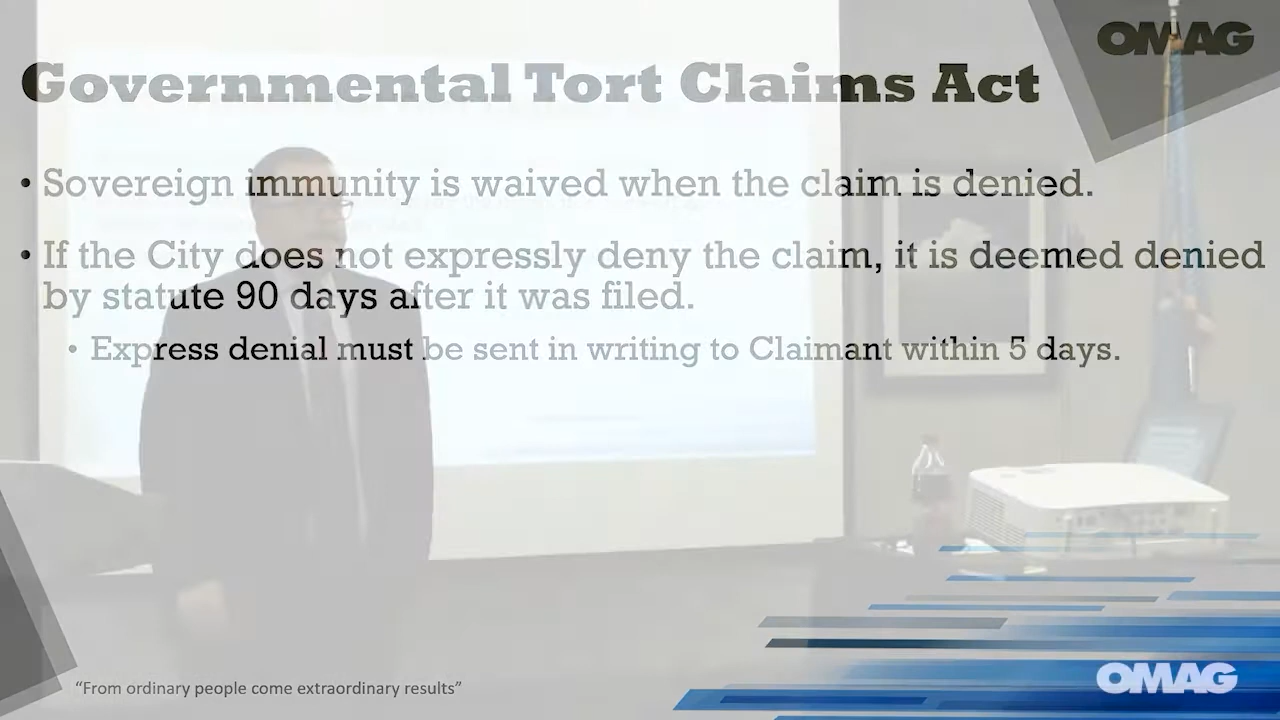 OMAG
Governmental Tort Claims Act
• Sovereign immunity is waived when the claim is denied.
• If the City does not expressly deny the claim, it is deemed denied
by statute 90 days after it was filed.
• Express denial must be sent in writing to Claimant within 5 days.
“From ordinary people come extraordinary results”
OMAG